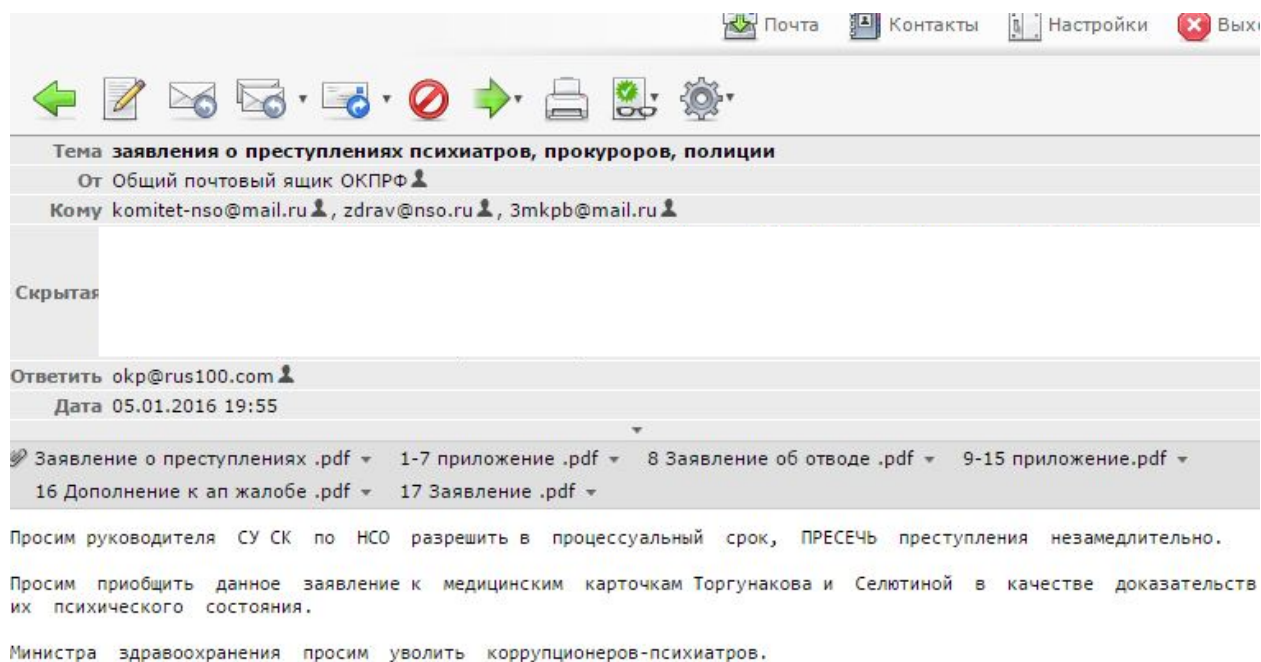 Почта Контакты Настройки
Тема заявления о преступлениях психиатров, прокуроров, полиции
От Общий почтовый ящик ОКПРФ
Кому komitet-nso@mail.ru, zdrav@nso.ru, 3mkpb@mail.ru
Скрытая
Ответить okp@rus100.com
Дата 05.01.2016 19:55
Заявление о преступлениях .pdf 1-7 приложение .pdf 8 Заявление об отводе .pdf 9-15 приложение.pdf
16 Дополнение к ап жалобе .pdf 17 Заявление .pdf
Просим руководителя СУ СК по НСО разрешить в процессуальный срок, ПРЕСЕЧЬ преступления незамедлительно.
Просим приобщить данное заявление к медицинским карточкам Торгунакова и Селютиной в качестве доказательств
их психического состояния.
Министра здравоохранения просим уволить коррупционеров-психиатров.